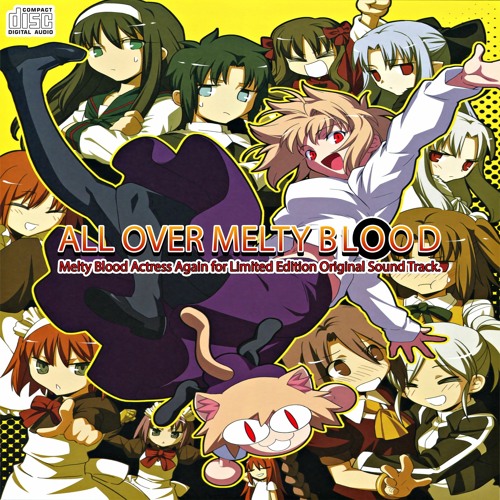 COMPACT
disc
DIGITAL AUDIO
ALL OVER MELTY BLOOD
Melty Blood Actress Again for Limited Edition Original Sound Track.